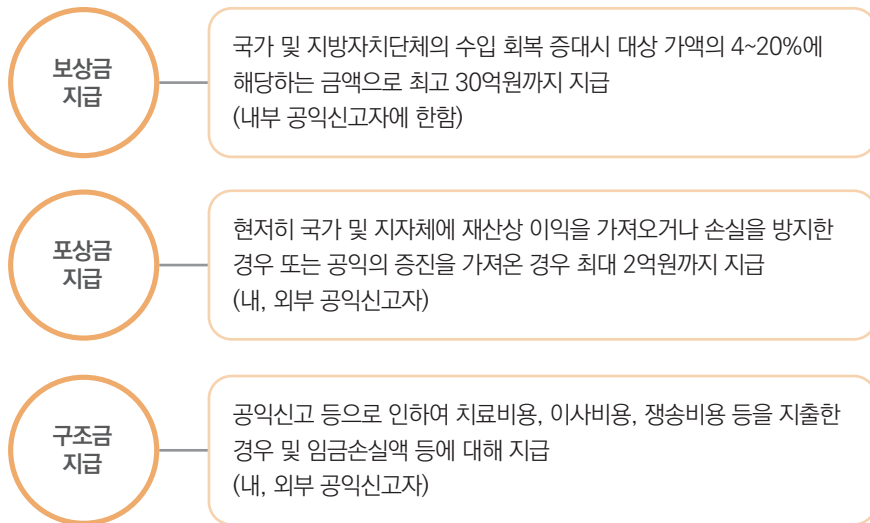 보상금
지급
국가 및 지방자치단체의 수입 회복 증대시 대상 가액의 4~20%에
해당하는 금액으로 최고 30억원까지 지급
(내부 공익신고자에 한함)
포상금
지급
현저히 국가 및 지자체에 재산상 이익을 가져오거나 손실을 방지한
경우 또는 공익의 증진을 가져온 경우 최대 2억원까지 지급
(내, 외부 공익신고자)
구조금
지급
공익신고 등으로 인하여 치료비용, 이사비용, 쟁송비용 등을 지출한
경우 및 임금손실액 등에 대해 지급
(내, 외부 공익신고자)